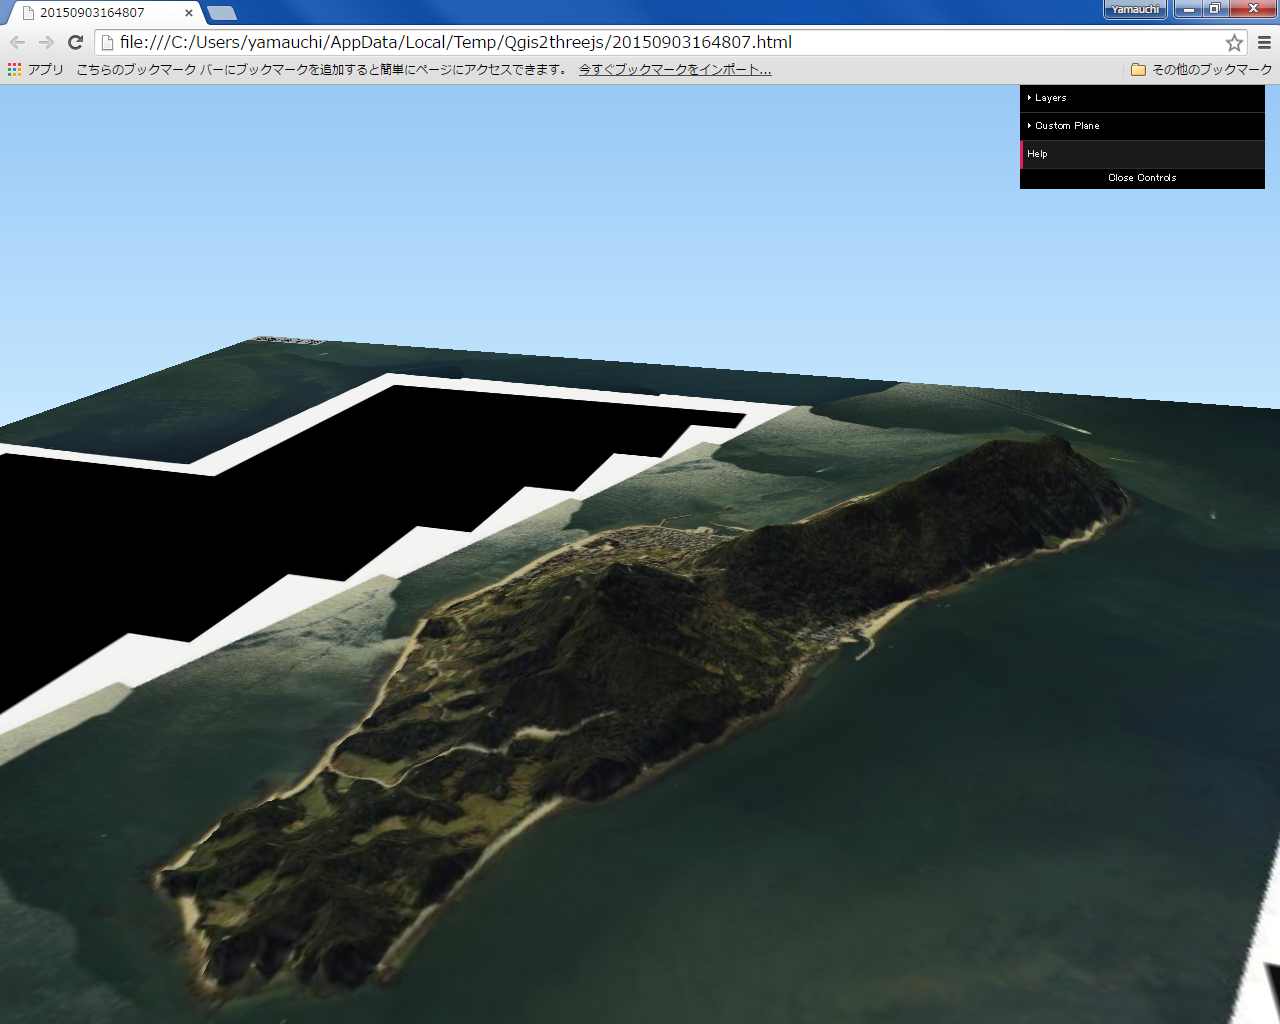 20150903164807
Yamauchi
file:///C:/Users/yamauchi/AppData/Local/Temp/Qgis2threejs/20150903164807.html
アプリ こちらのブックマーク バーにブックマークを追加すると簡単にページにアクセスできます。 今すぐブックマークをインポート... その他のブックマーク
Layers
Custom Plane
Help
Close Controls